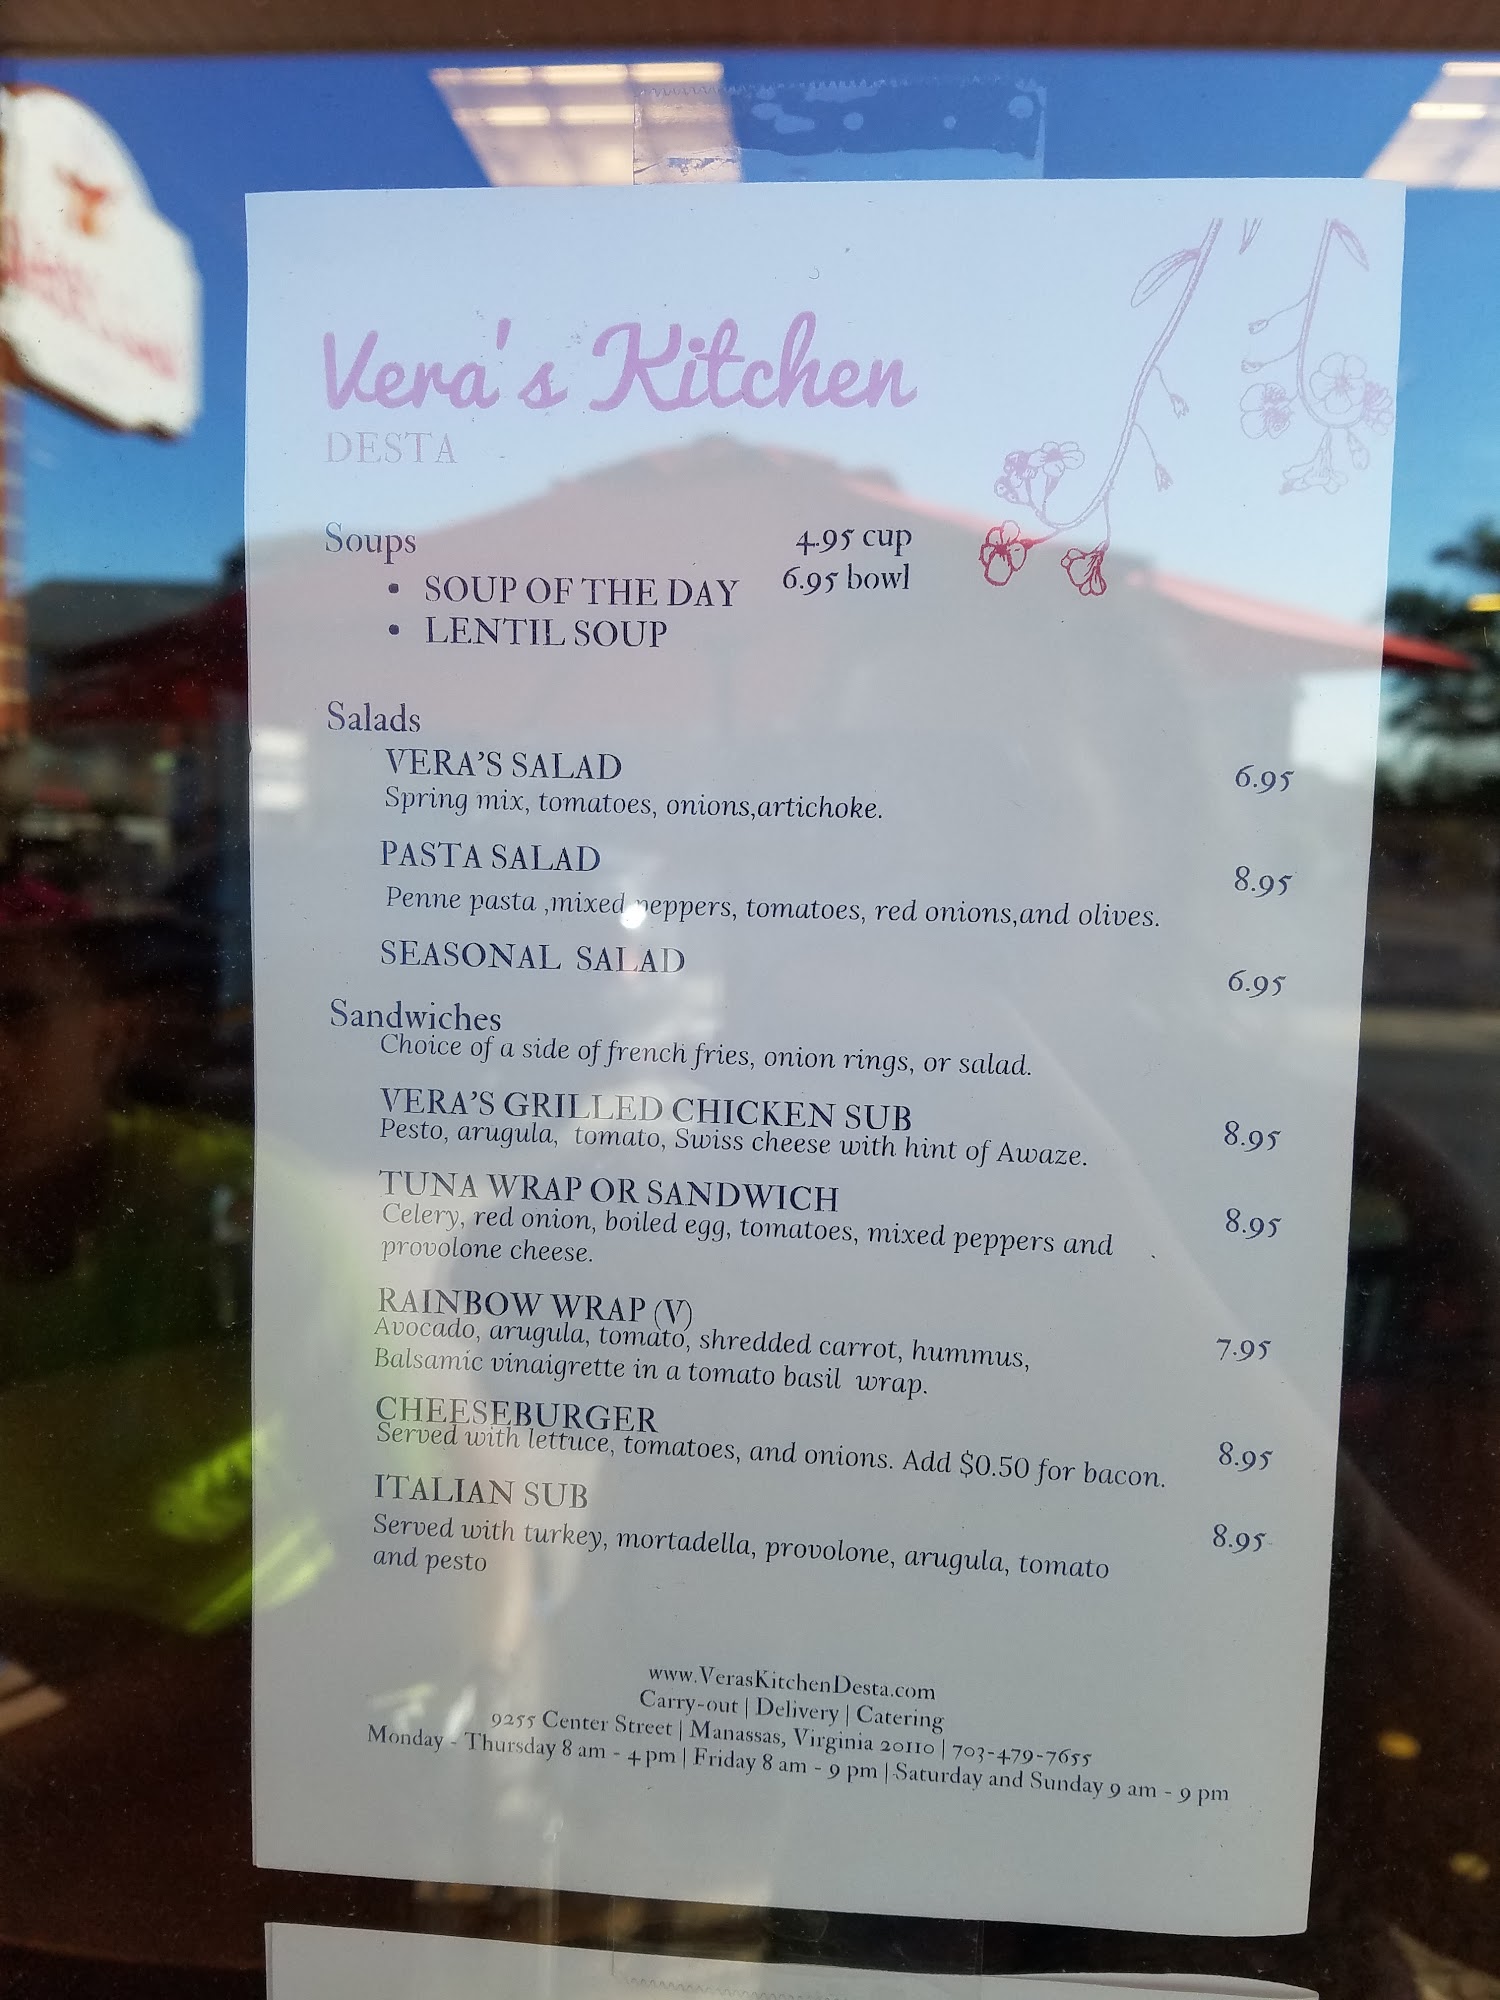 Vera's Kitchen
DESTA
Soups 4.95 cup
• SOUP OF THE DAY 6.95 bowl
• LENTIL SOUP
Salads
VERA'S SALAD 6.95
Spring mix, tomatoes, onions,artichoke.
PASTA SALAD 8.95
Penne pasta ,mixed peppers, tomatoes, red onions,and olives.
SEASONAL SALAD 6.95
Sandwiches
Choice of a side of french fries, onion rings, or salad.
VERA'S GRILLED CHICKEN SUB 8.95
Pesto, arugula, tomato, Swiss cheese with hint of Awaze.
TUNA WRAP OR SANDWICH 8.95
Celery, red onion, boiled egg, tomatoes, mixed peppers and
provolone cheese.
RAINBOW WRAP (V) 7.95
Avocado, arugula, tomato, shredded carrot, hummus,
Balsamic vinaigrette in a tomato basil wrap.
CHEESEBURGER 8.95
Served with lettuce, tomatoes, and onions. Add $0.50 for bacon.
ITALIAN SUB 8.95
Served with turkey, mortadella, provolone, arugula, tomato
and pesto
www.VerasKitchenDesta.com
Carry-out | Delivery | Catering
9255 Center Street | Manassas, Virginia 20110 | 703-479-7655
Monday - Thursday 8 am - 4 pm | Friday 8 am - 9 pm | Saturday and Sunday 9 am - 9 pm